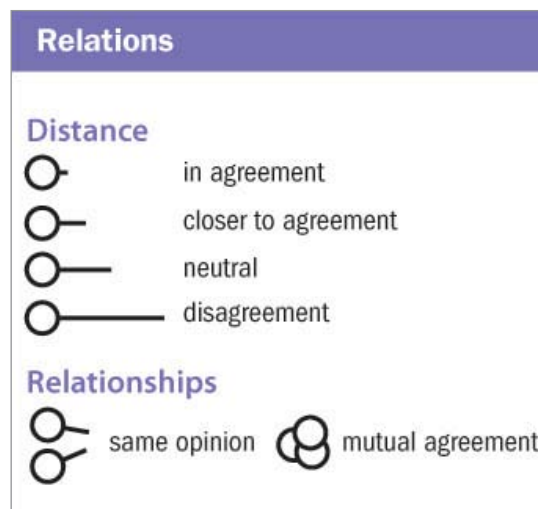 Relations
Distance
in agreement
closer to agreement
neutral
disagreement
Relationships
same opinion mutual agreement